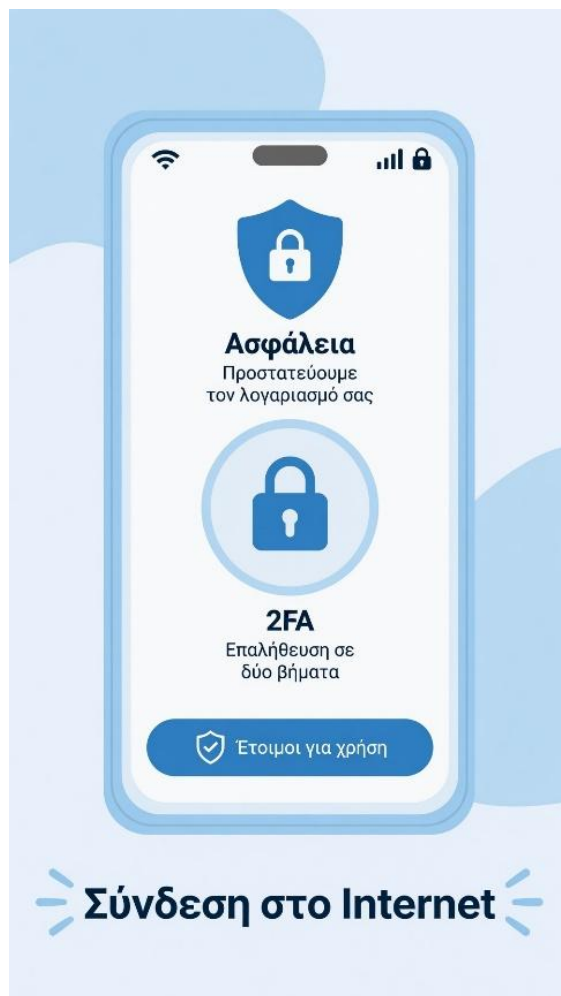 Ασφάλεια
Προστατεύουμε
τον λογαριασμό σας
2FA
Επαλήθευση σε
δύο βήματα
Έτοιμοι για χρήση
Σύνδεση στο Internet